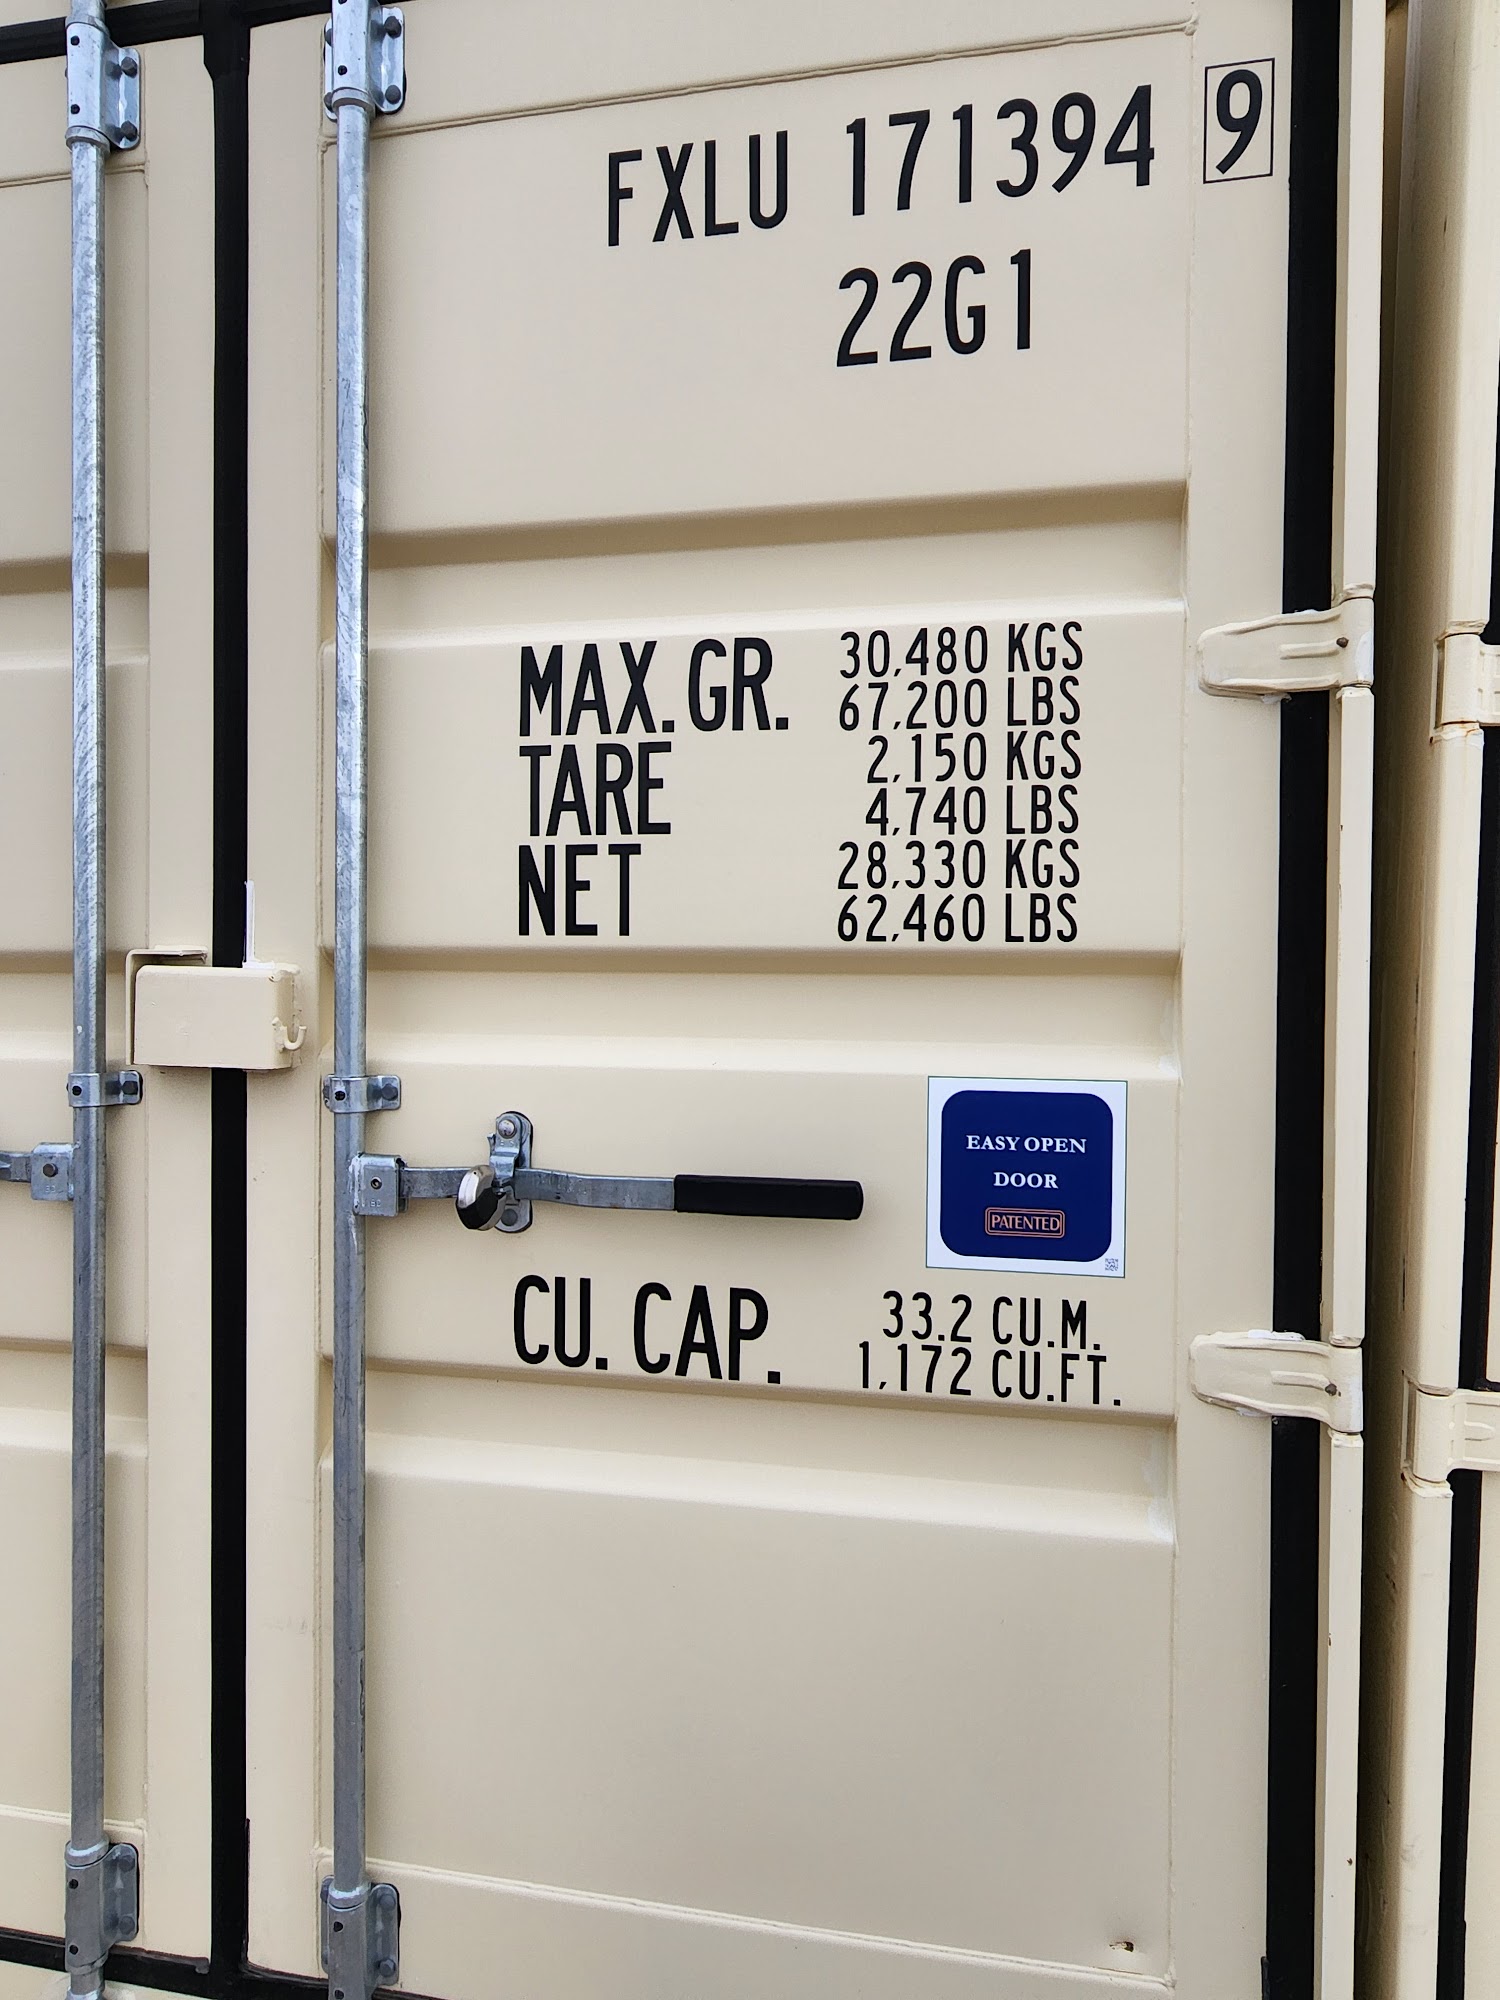 FXLU 171394 9
22G1
MAX. GR. 30,480 KGS
67,200 LBS
TARE 2,150 KGS
4,740 LBS
NET 28,330 KGS
62,460 LBS
EASY OPEN
DOOR
PATENTED
CU. CAP. 33.2 CU.M.
1,172 CU.FT.